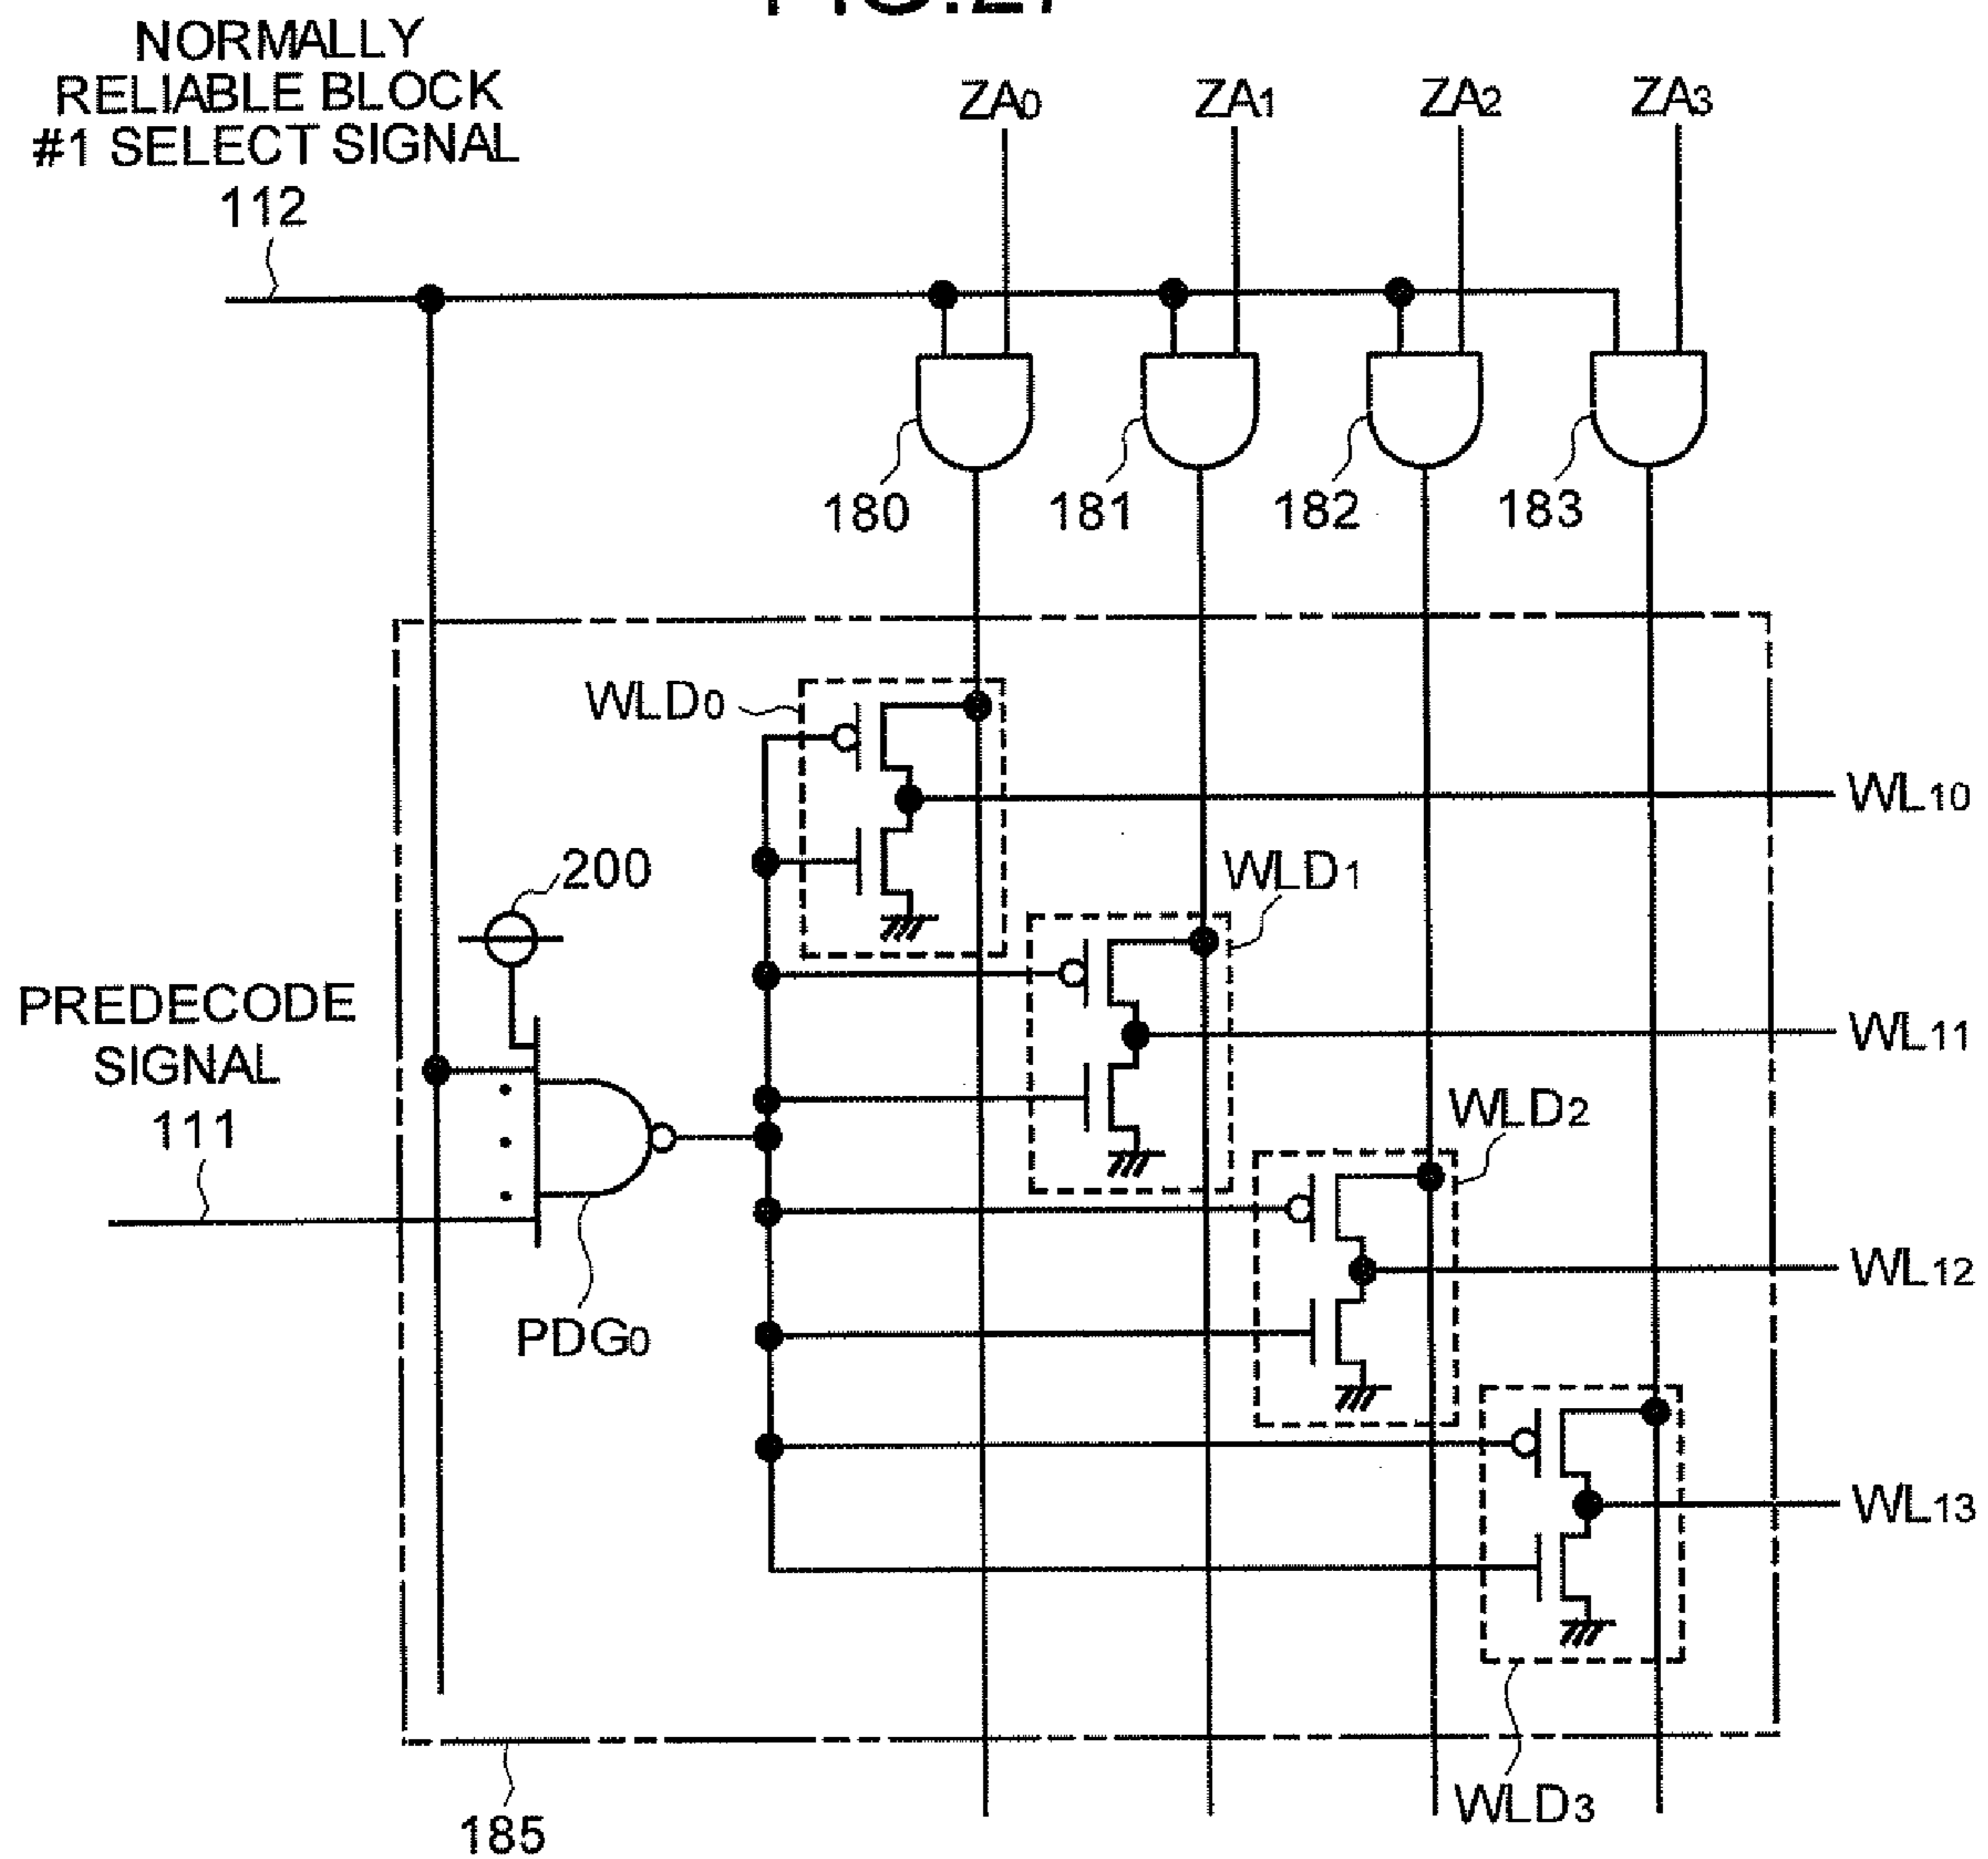 NORMALLY
RELIABLE BLOCK
#1 SELECT SIGNAL
112
ZA0
ZA1
ZA2
ZA3
180
181
182
183
WLD0
WL10
200
WLD1
PREDECODE
SIGNAL
111
WL11
WLD2
WL12
PDG0
WL13
WLD3
185